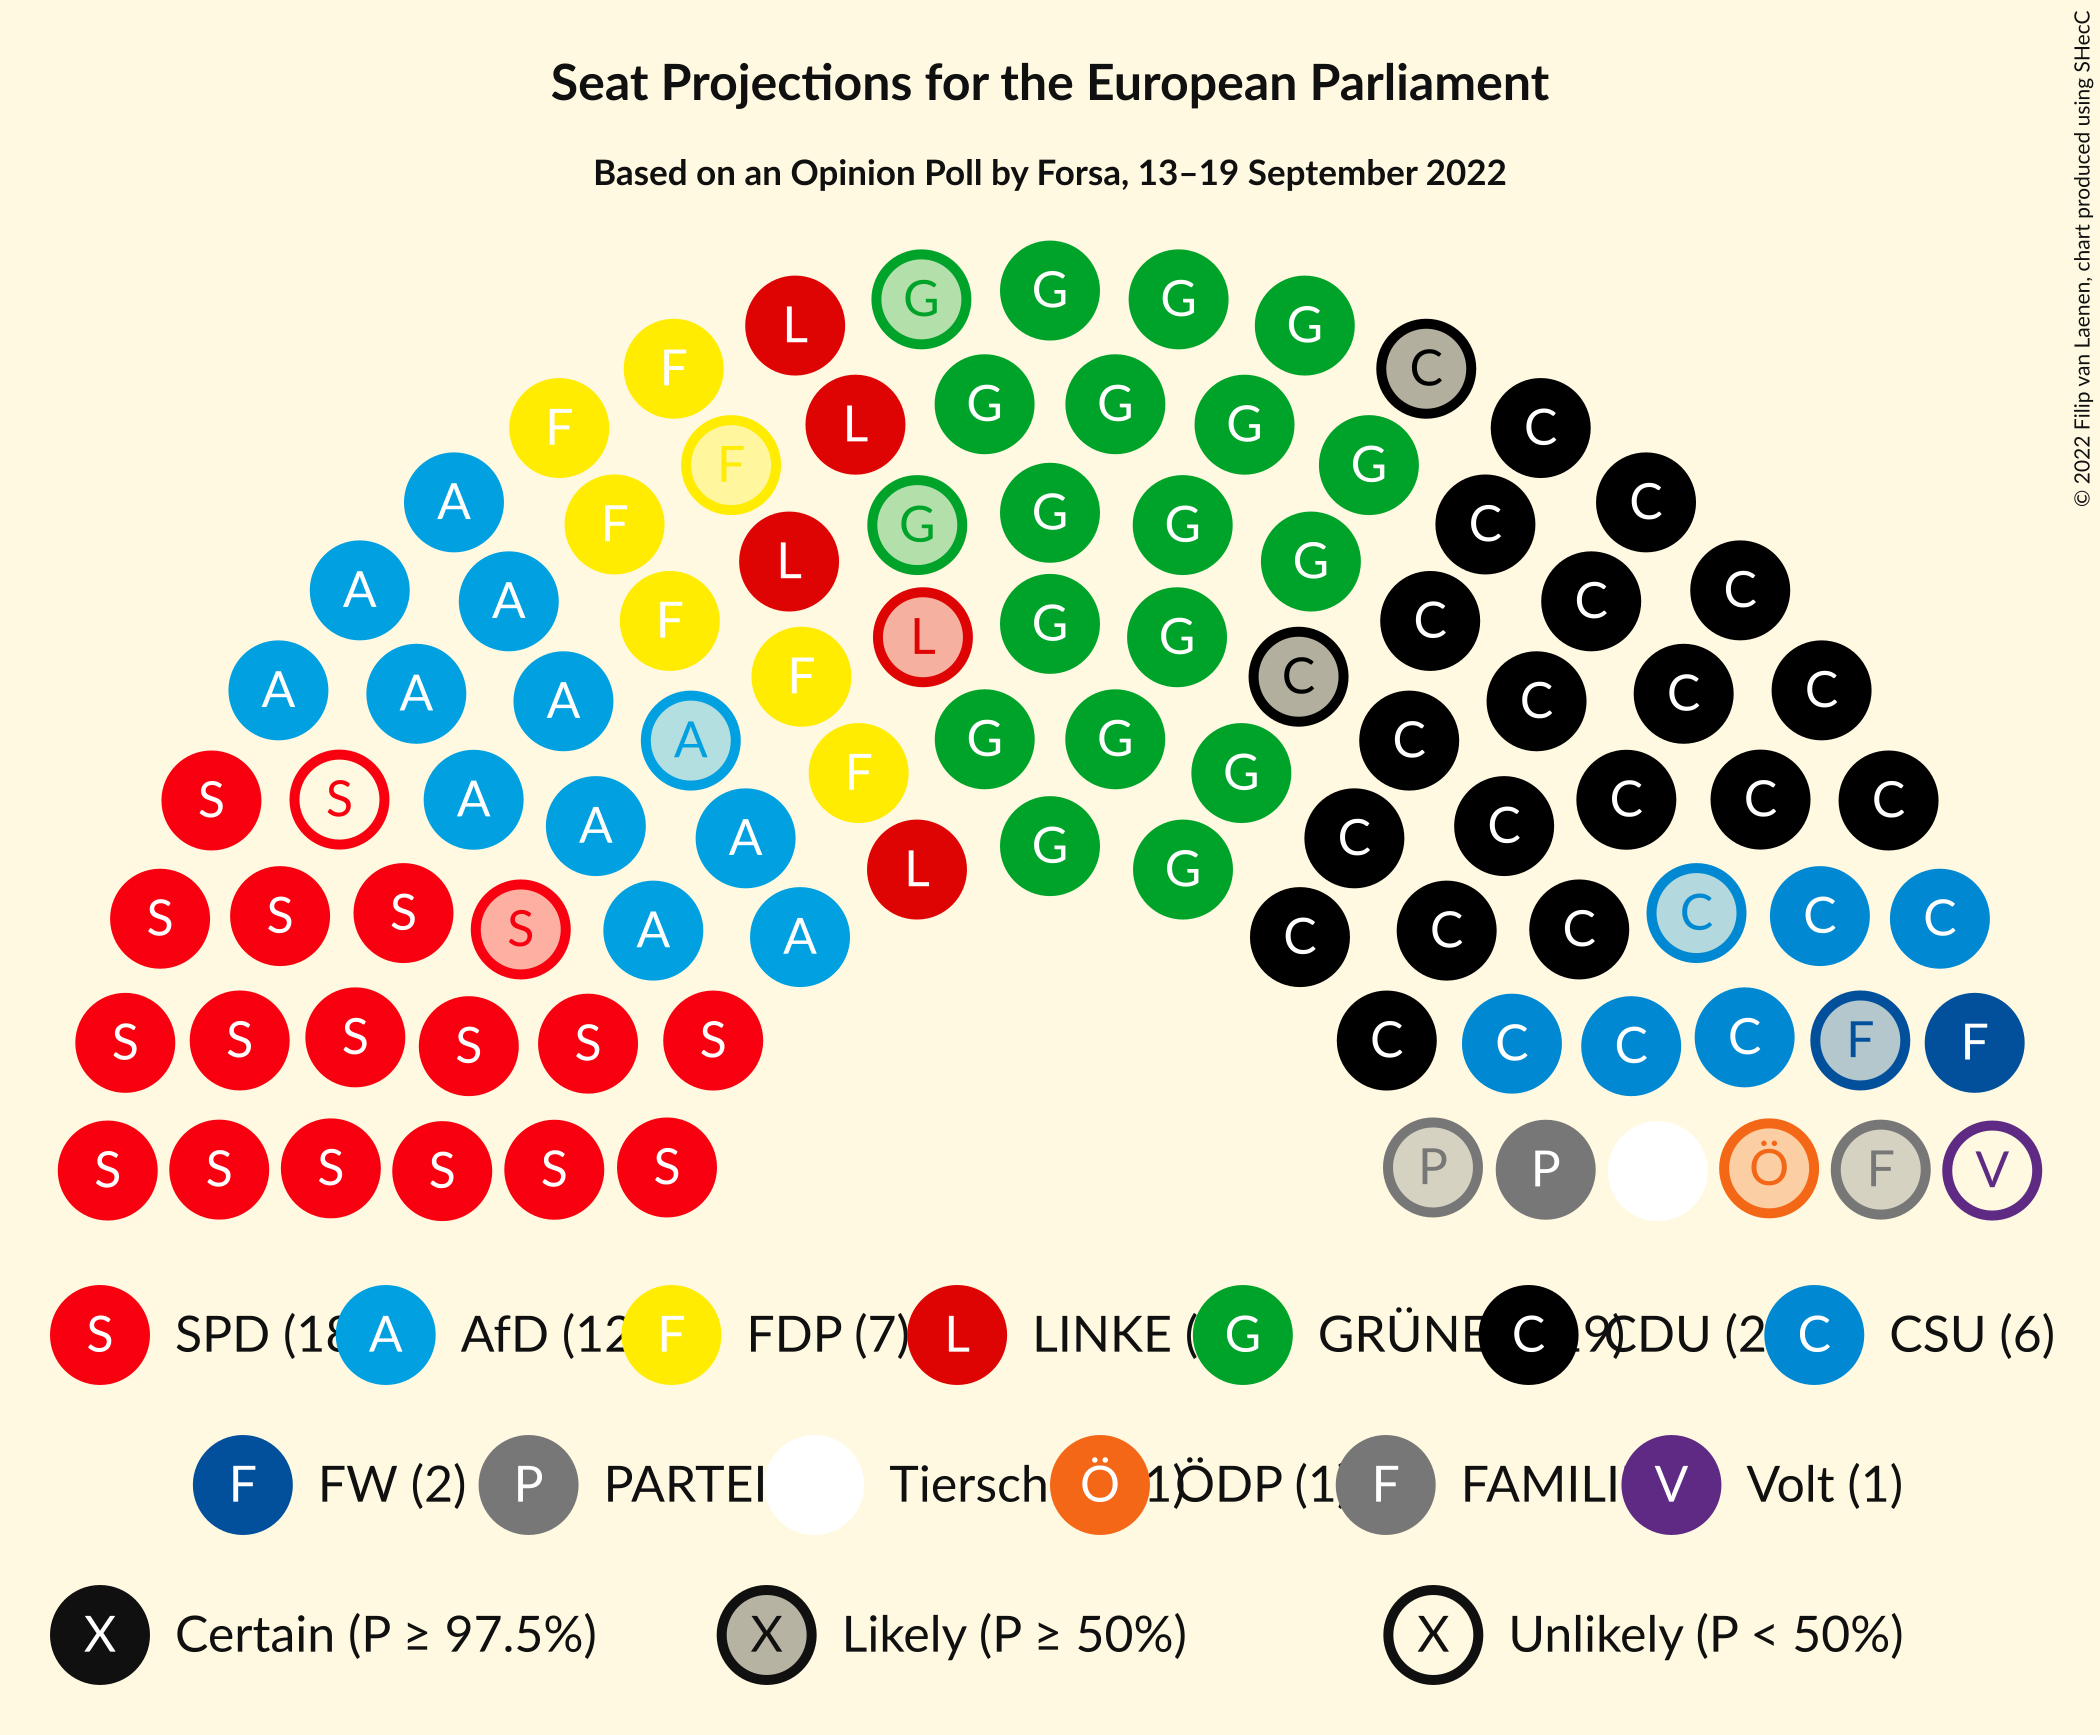 Seat Projections for the European Parliament
Based on an Opinion Poll by Forsa, 13–19 September 2022
© 2022 Filip van Laenen, chart produced using SHecC
G G G G
L C
F G G C
F L G C
A F G C
A F G G G C
A F L G C
A F L G G C
A A F C C C
A A C C
S S A A A F G G G C C C C C
S S S S A A L G G C C C C C C
S S S S S S C C C C F F
S S S S S S P P Ö F V
S SPD (18 A AfD (12 F FDP (7) L LINKE ( G GRÜNE C 9) CDU (2 C CSU (6)
F FW (2) P PARTEI Tiersch 1) Ö ÖDP (1 F FAMILI V Volt (1)
X Certain (P ≥ 97.5%) X Likely (P ≥ 50%) X Unlikely (P < 50%)